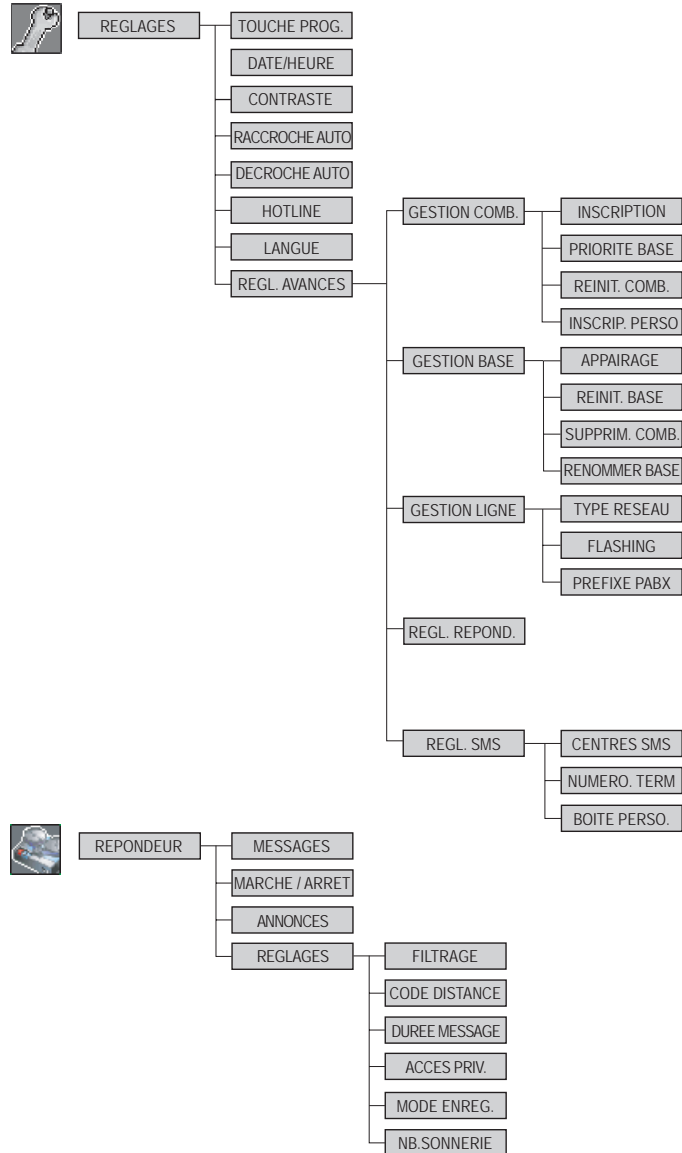 REGLAGES
TOUCHE PROG.
DATE/HEURE
CONTRASTE
RACCROCHE AUTO
DECROCHE AUTO
HOTLINE
LANGUE
REGL. AVANCES
GESTION COMB.
INSCRIPTION
PRIORITE BASE
REINIT. COMB.
INSCRIP. PERSO
GESTION BASE
APPAIRAGE
REINIT. BASE
SUPPRIM. COMB.
RENOMMER BASE
GESTION LIGNE
TYPE RESEAU
FLASHING
PREFIXE PABX
REGL. REPOND.
REGL. SMS
CENTRES SMS
NUMERO. TERM
BOITE PERSO.
REPONDEUR
MESSAGES
MARCHE / ARRET
ANNONCES
REGLAGES
FILTRAGE
CODE DISTANCE
DUREE MESSAGE
ACCES PRIV.
MODE ENREG.
NB.SONNERIE